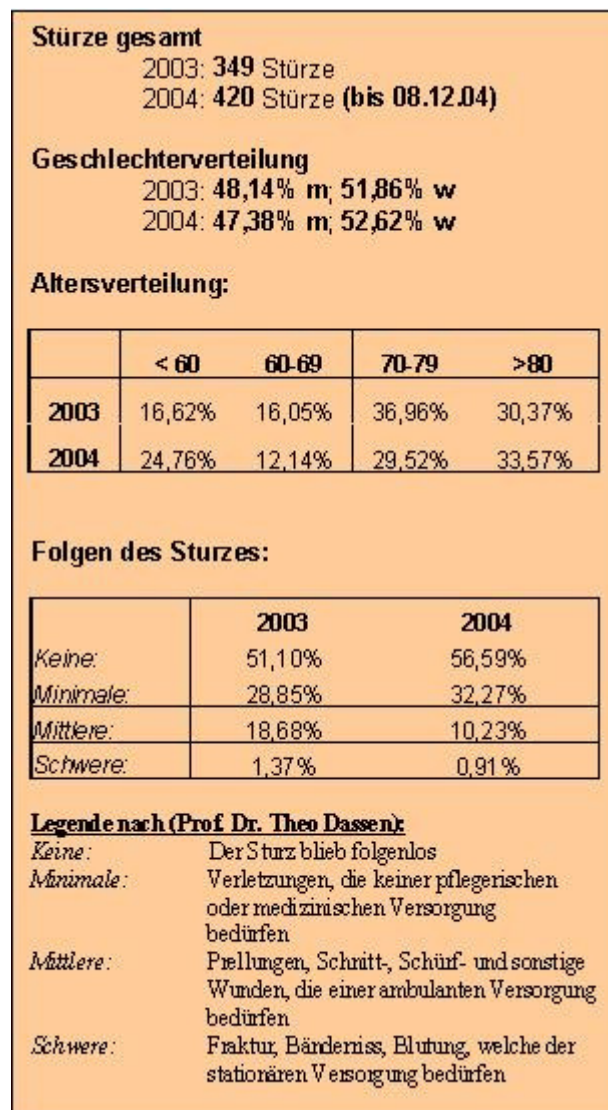 Stürze gesamt
2003: 349 Stürze
2004: 420 Stürze (bis 08.12.04)
Geschlechterverteilung
2003: 48,14% m; 51,86% w
2004: 47,38% m; 52,62% w
Altersverteilung:
< 60 60-69 70-79 >80
2003 16,62% 16,05% 36,96% 30,37%
2004 24,76% 12,14% 29,52% 33,57%
Folgen des Sturzes:
2003 2004
Keine: 51,10% 56,59%
Minimale: 28,85% 32,27%
Mittlere: 18,68% 10,23%
Schwere: 1,37% 0,91%
Legende nach (Prof. Dr. Theo Dassen):
Keine: Der Sturz blieb folgenlos
Minimale: Verletzungen, die keiner pflegerischen
oder medizinischen Versorgung
bedürfen
Mittlere: Prellungen, Schnitt-, Schürf- und sonstige
Wunden, die einer ambulanten Versorgung
bedürfen
Schwere: Fraktur, Bänderriss, Blutung, welche der
stationären Versorgung bedürfen